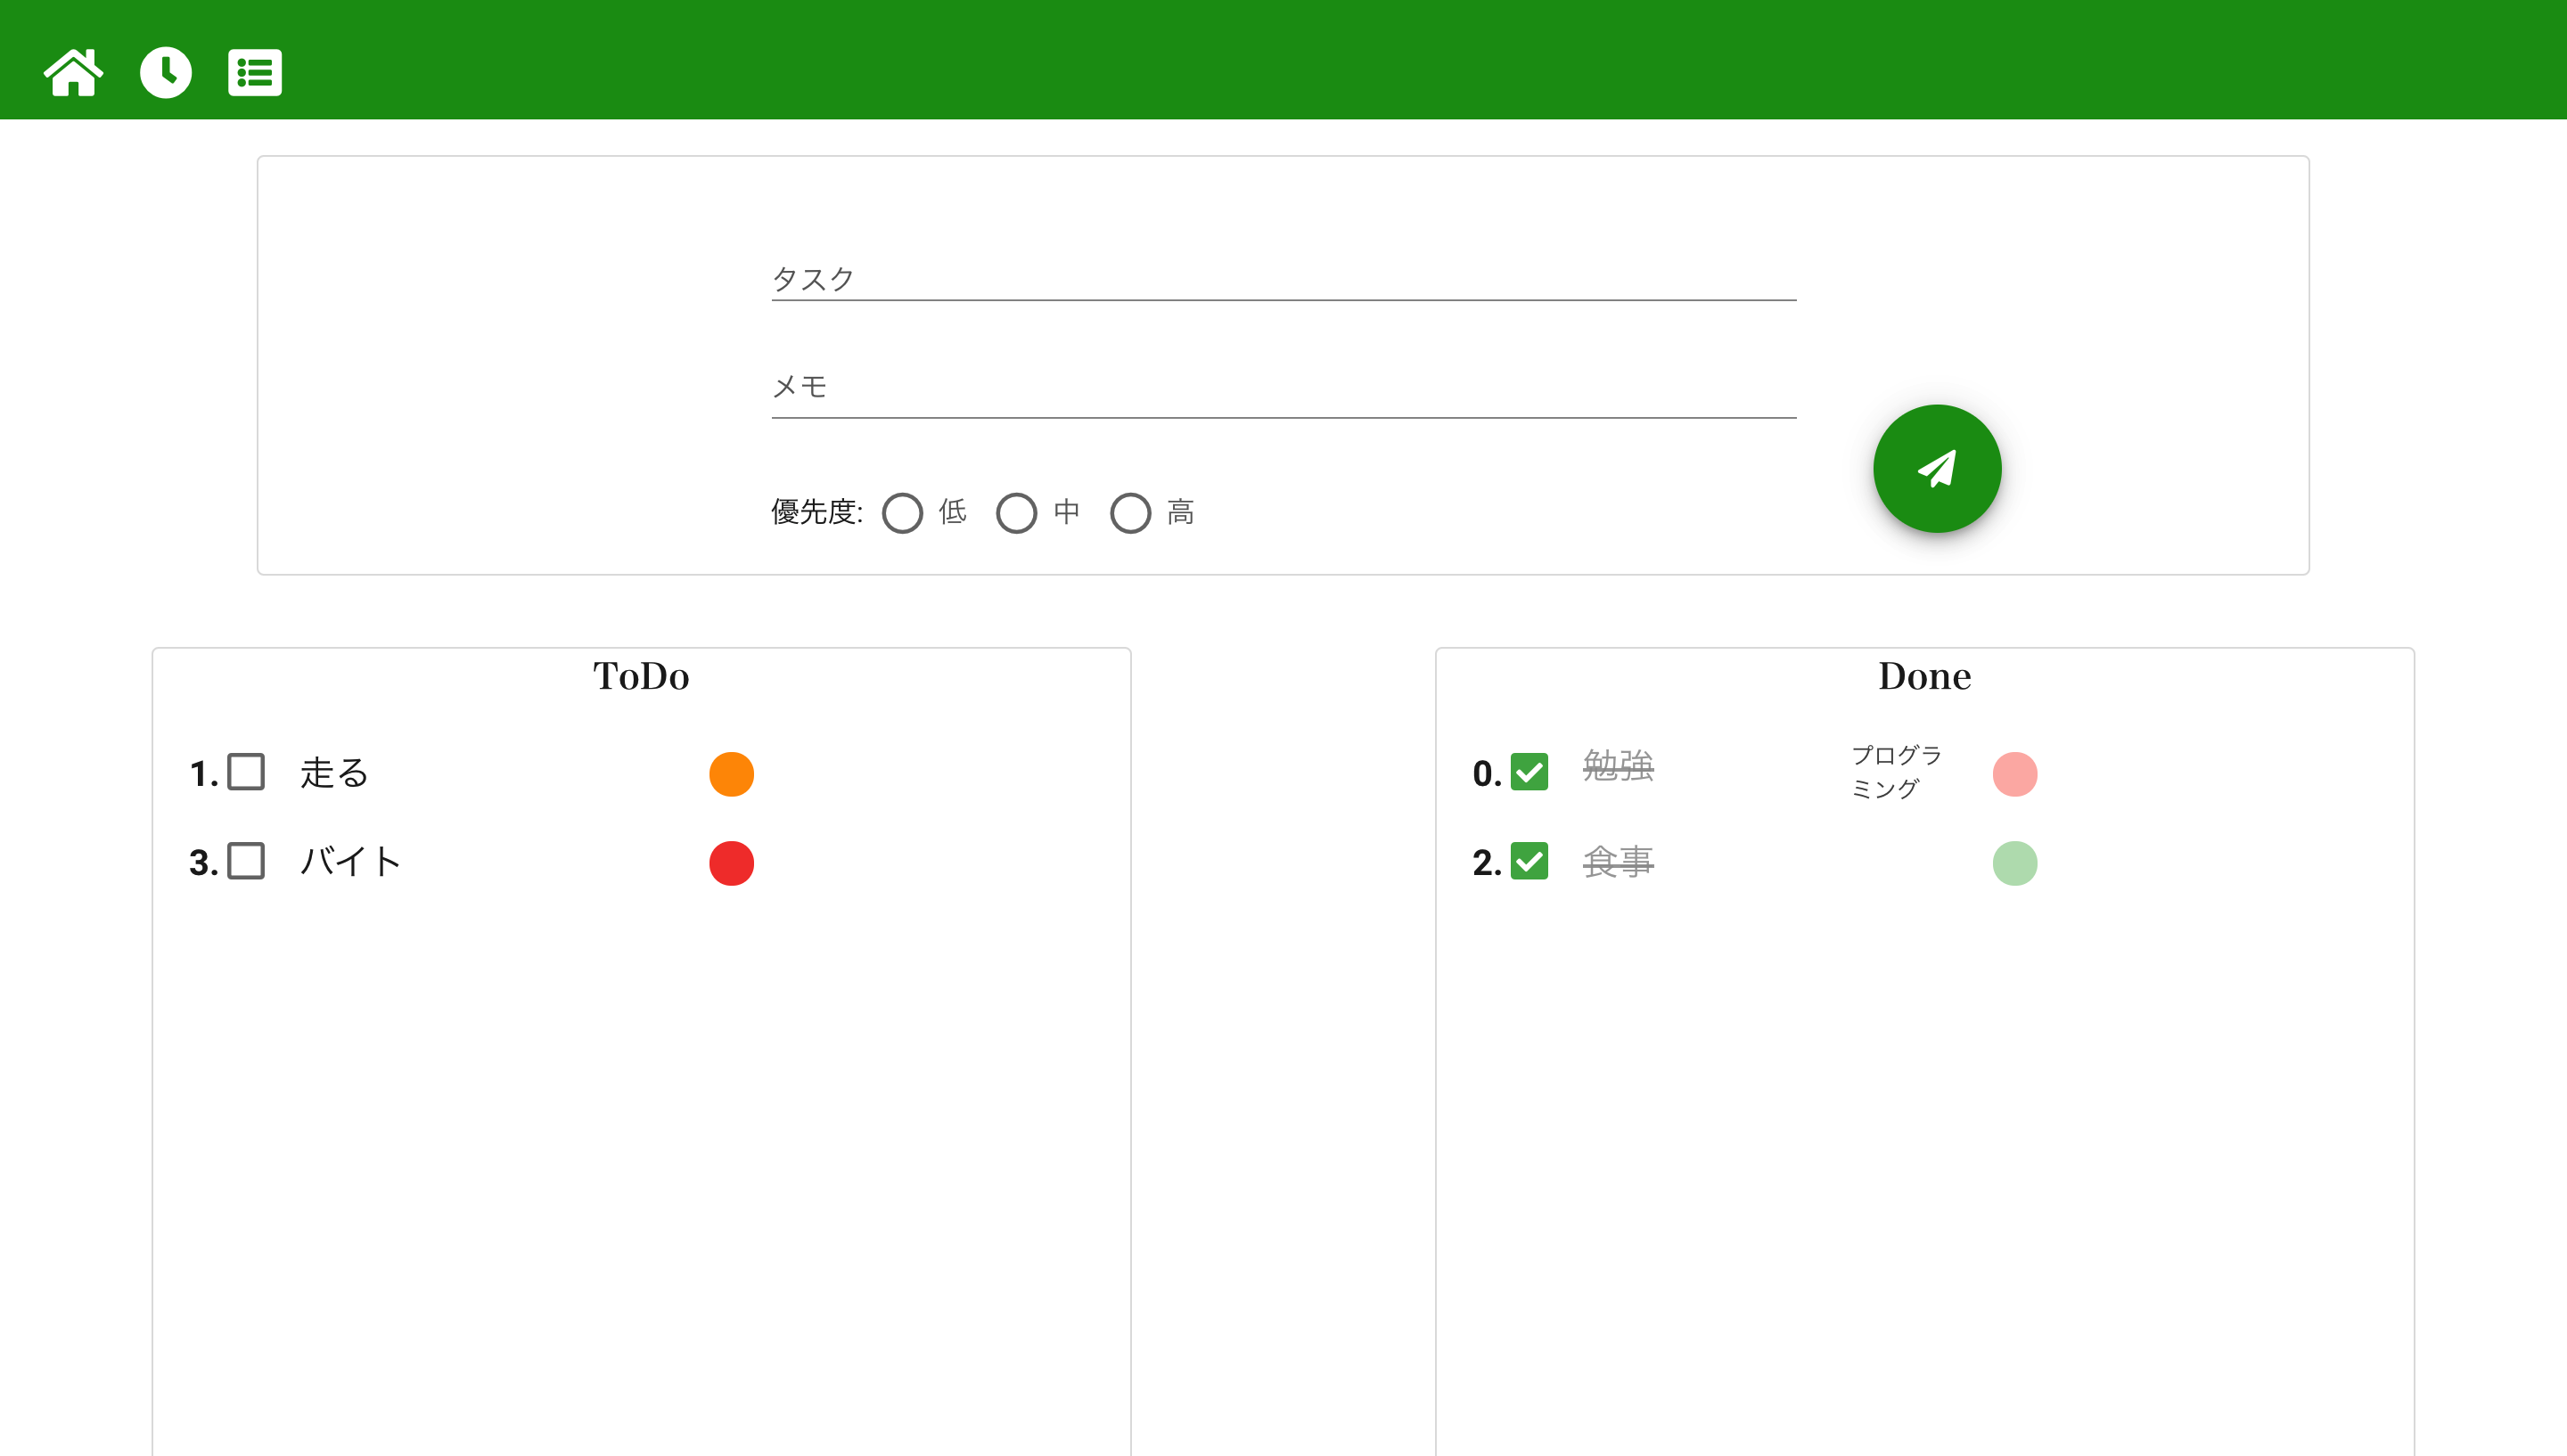 タスク
メモ
優先度: 低 中 高
ToDo
1. 走る
3. バイト
Done
0. 勉強 プログラ
ミング
2. 食事